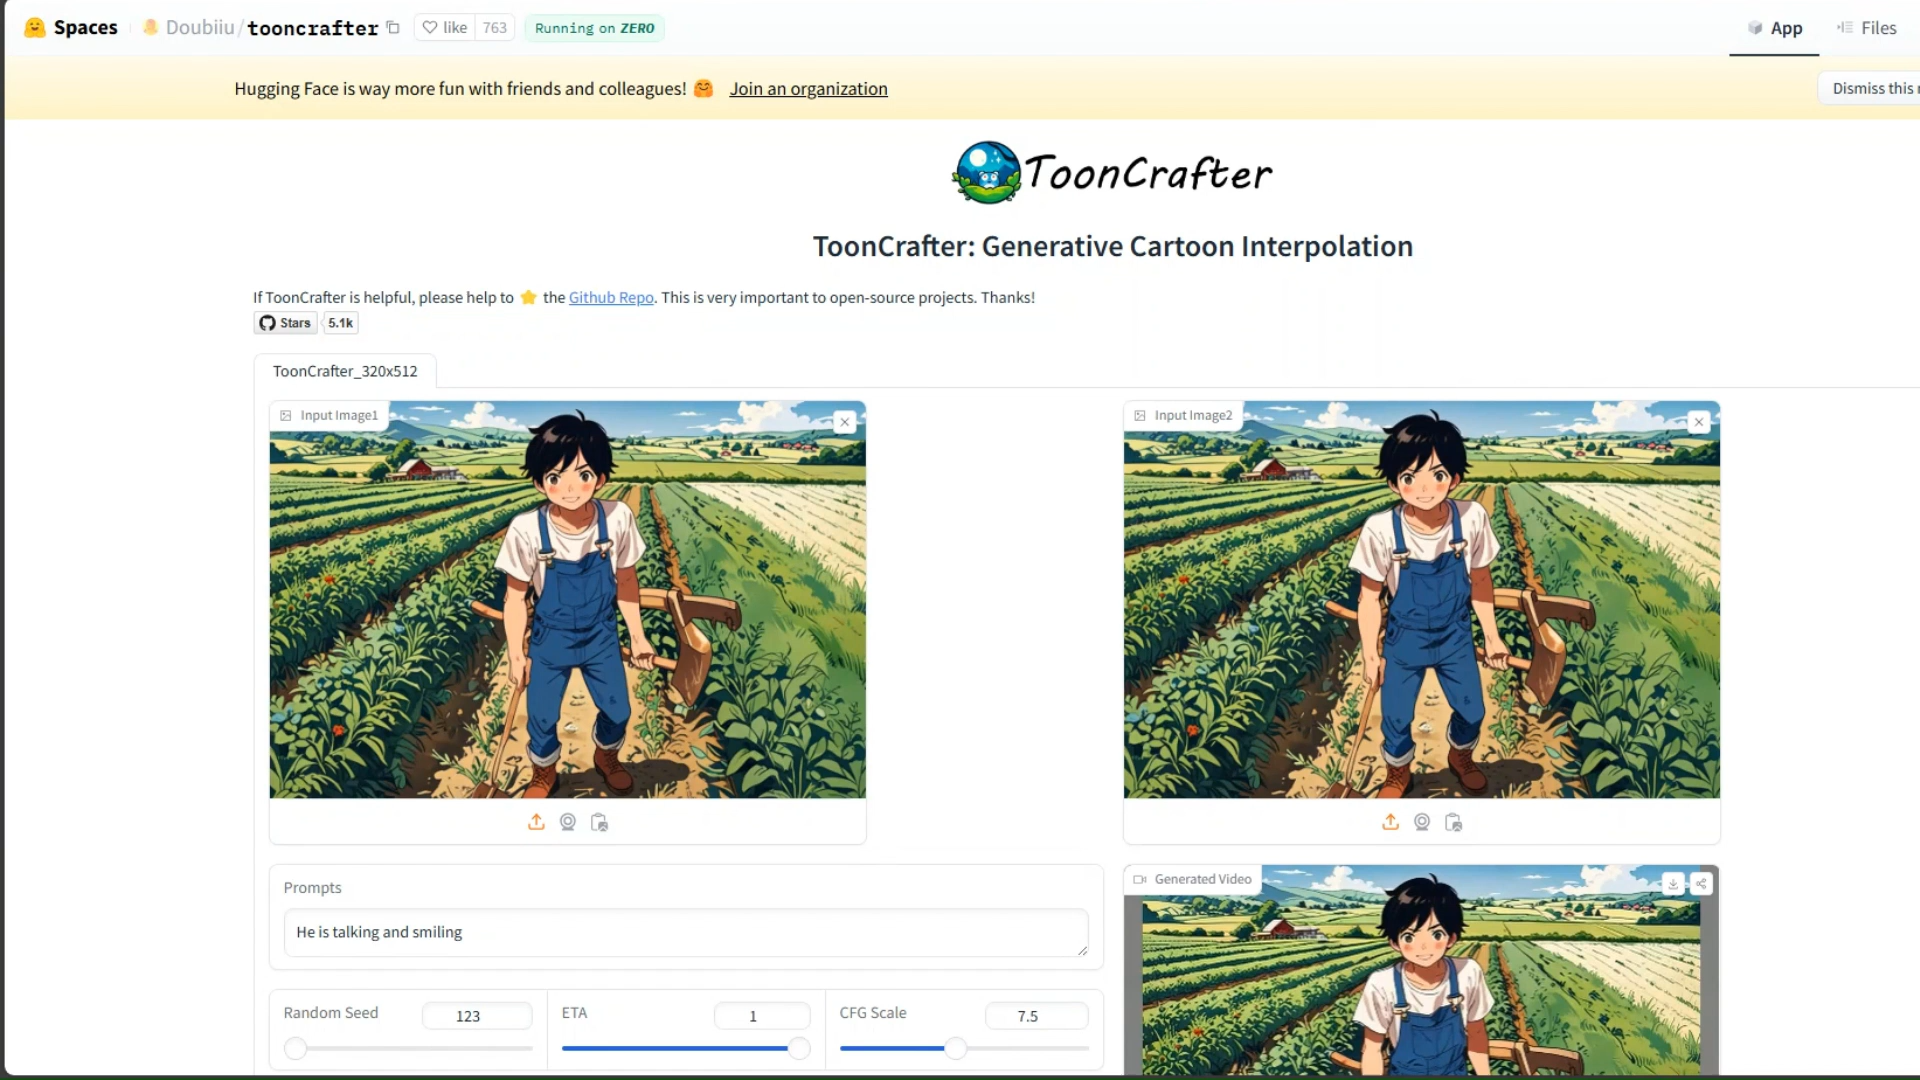 Spaces Doubiiu/tooncrafter like 763 Running on ZERO App Files
Hugging Face is way more fun with friends and colleagues! Join an organization Dismiss this
ToonCrafter
ToonCrafter: Generative Cartoon Interpolation
If ToonCrafter is helpful, please help to ⭐ the Github Repo. This is very important to open-source projects. Thanks!
Stars 5.1k
ToonCrafter_320x512
Input Image1 Input Image2
Prompts Generated Video
He is talking and smiling
Random Seed 123 ETA 1 CFG Scale 7.5